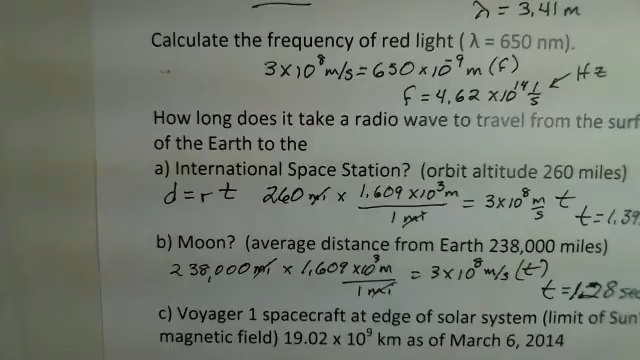 λ = 3.41 m
Calculate the frequency of red light ( λ = 650 nm).
3 x 10⁸ m/s = 650 x 10⁻⁹ m (f)
f = 4.62 x 10¹⁴ 1/s ← Hz
How long does it take a radio wave to travel from the surf
of the Earth to the
a) International Space Station? (orbit altitude 260 miles)
d = r t 260 mi x 1.609 x 10³ m / 1 mi = 3 x 10⁸ m/s t
t = 1.39
b) Moon? (average distance from Earth 238,000 miles)
238,000 mi x 1.609 x 10³ m / 1 mi = 3 x 10⁸ m/s (t)
t = 1.28 sec
c) Voyager 1 spacecraft at edge of solar system (limit of Sun'
magnetic field) 19.02 x 10⁹ km as of March 6, 2014